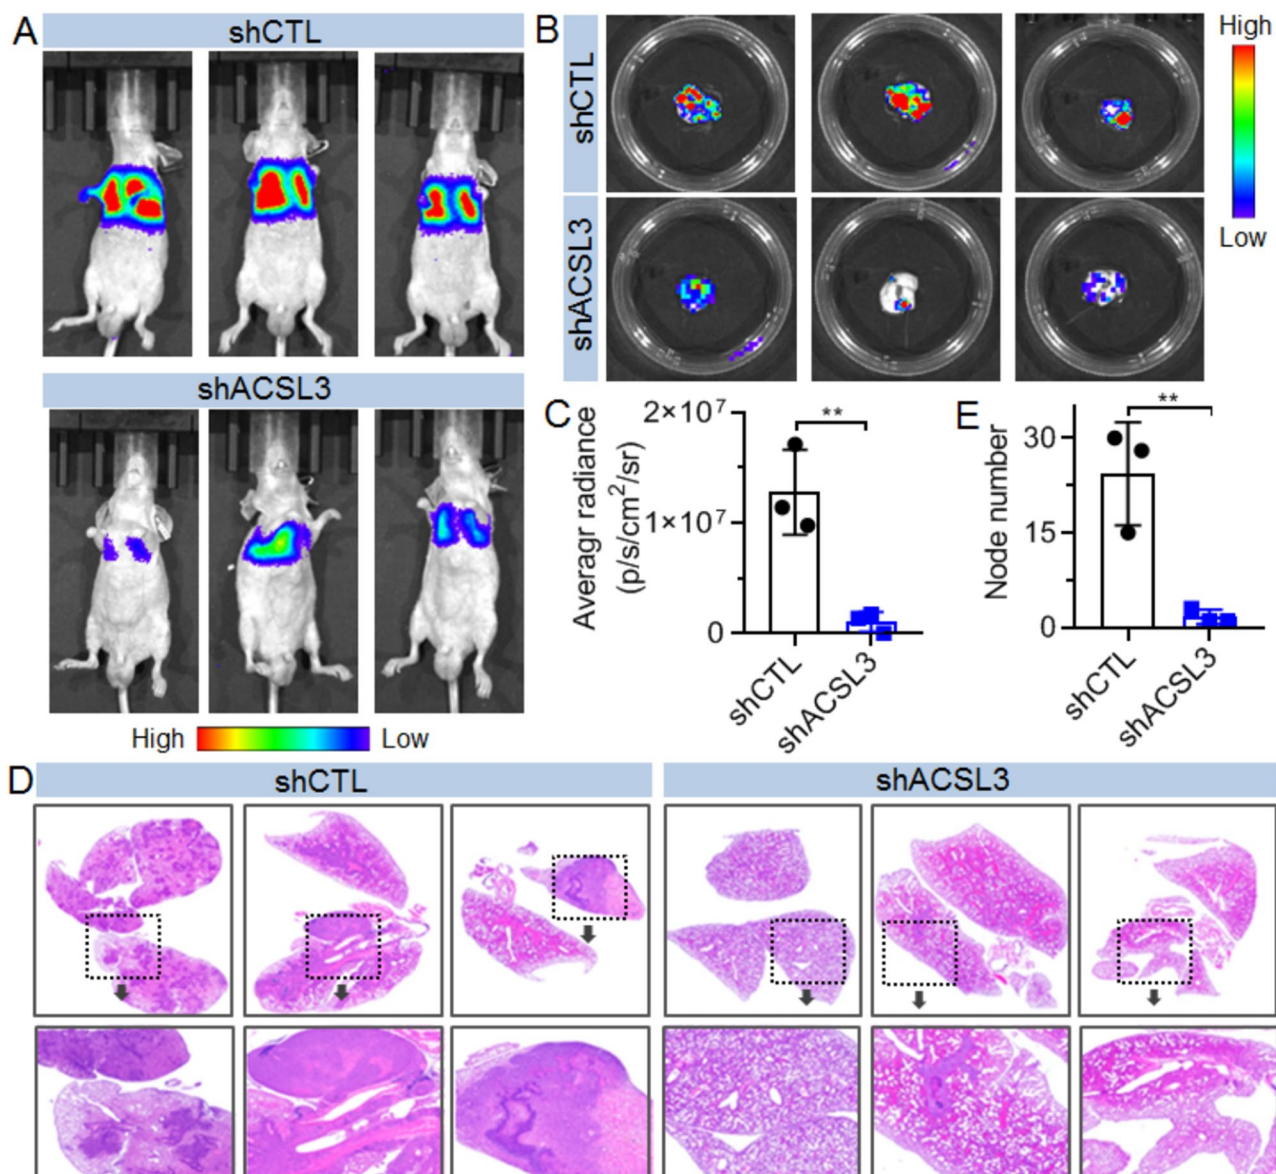 A
shCTL
shACSL3
High
Low
B
shCTL
shACSL3
High
Low
C
Averagr radiance
(p/s/cm²/sr)
2×10⁷
1×10⁷
0
**
shCTL
shACSL3
E
Node number
30
15
0
**
shCTL
shACSL3
D
shCTL
shACSL3